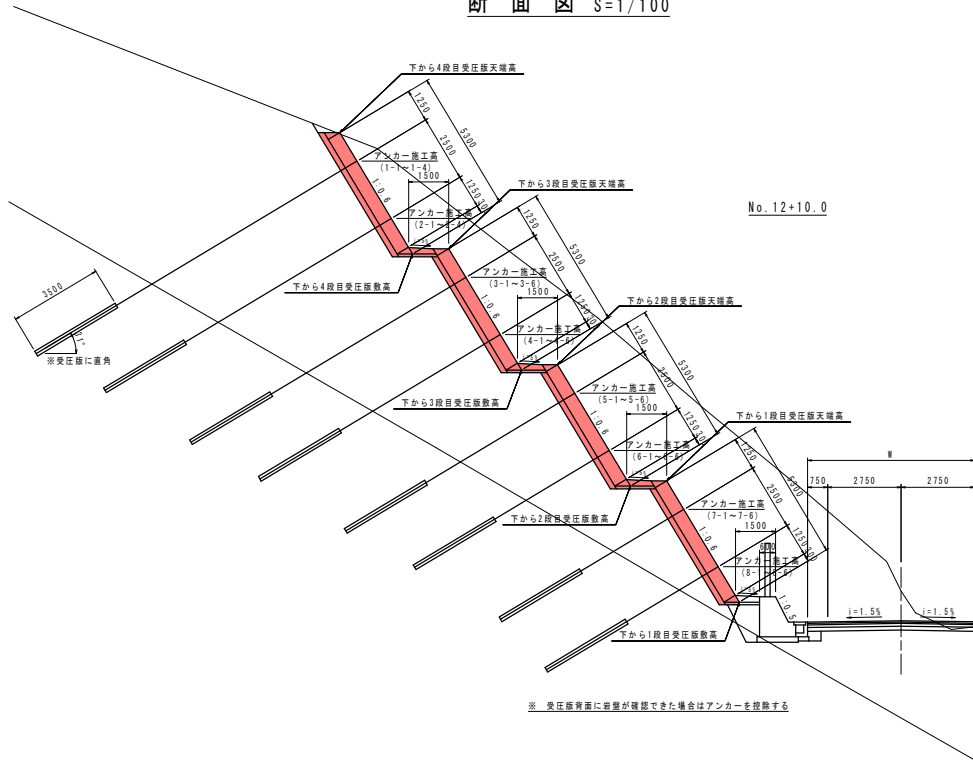 断 面 図 S=1/100
下から4段目受圧版天端高
1250
5300
2500
アンカー施工高
(1-1~1-4)
1500
1:0.6
1250
300
下から3段目受圧版天端高
No.12+10.0
アンカー施工高
1250
5300
2500
下から4段目受圧版敷高
アンカー施工高
(3-1~3-6)
1500
1:0.6
1250
下から2段目受圧版天端高
3500
31°
※受圧版に直角
アンカー施工高
1250
5300
2500
下から3段目受圧版敷高
アンカー施工高
(5-1~5-6)
1500
1:0.6
1250
下から1段目受圧版天端高
アンカー施工高
1250
5300
2500
W
750
2750
2750
下から2段目受圧版敷高
アンカー施工高
(7-1~7-6)
1500
1:0.6
600
1250
300
アンカー施工高
1:0.5
i=1.5%
i=1.5%
下から1段目受圧版敷高
※ 受圧版背面に岩盤が確認できた場合はアンカーを控除する